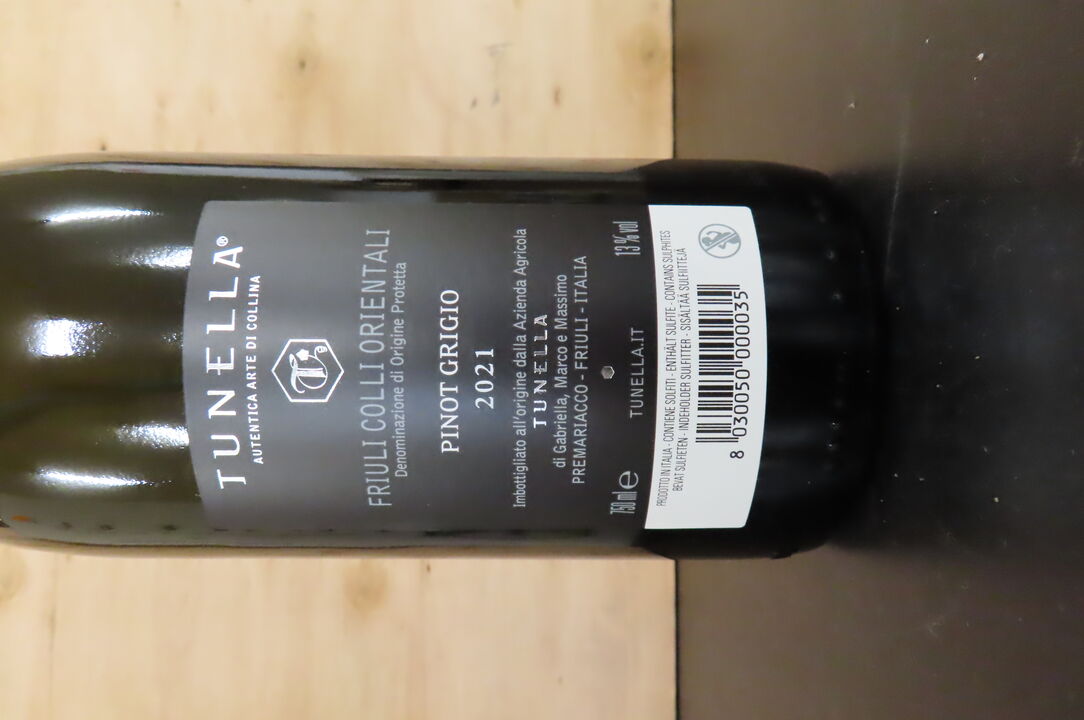 TUNELLA®
AUTENTICA ARTE DI COLLINA
FRIULI COLLI ORIENTALI
Denominazione di Origine Protetta
PINOT GRIGIO
2021
Imbottigliato all'origine dalla Azienda Agricola
TUNELLA
di Gabriella, Marco e Massimo
PREMARIACCO - FRIULI - ITALIA
TUNELLA.IT
750 ml e 13 % vol
PRODOTTO IN ITALIA - CONTIENE SOLFITI - ENTHÄLT SULFITE - CONTAINS SULPHITES
BEVAT SULFIETEN - INDEHOLDER SULFITTER - SISÄLTÄÄ SULFIITTEJÄ
8 030050 000035